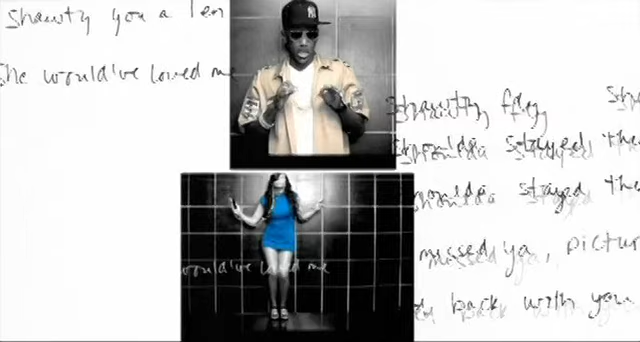 Shawty you a ten
She would've loved me
Shawty fly,
Shoulda stayed the
Shoulda stayed the
missed ya, pictur
back with you
would've loved me